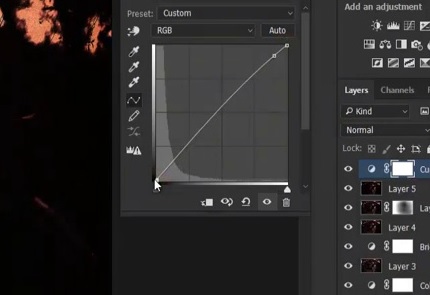 Preset: Custom
RGB Auto
Add an adjustment
Layers Channels
Kind
Normal
Lock:
Cu
Layer 5
Lay
Layer 4
Bri
Layer 3
Co